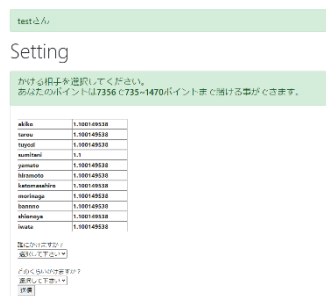 testさん
Setting
かける相手を選択してください。
あなたのポイントは7356で735~1470ポイントまで賭ける事ができます。
akiko 1.100149538
tarou 1.100149538
tuyosi 1.100149538
sumitani 1.1
yamato 1.100149538
hiramoto 1.100149538
katomasahiro 1.100149538
morinaga 1.100149538
bannno 1.100149538
shionoya 1.100149538
iwata 1.100149538
誰にかけますか？
選択して下さい
どのくらいかけますか？
選択して下さい
送信